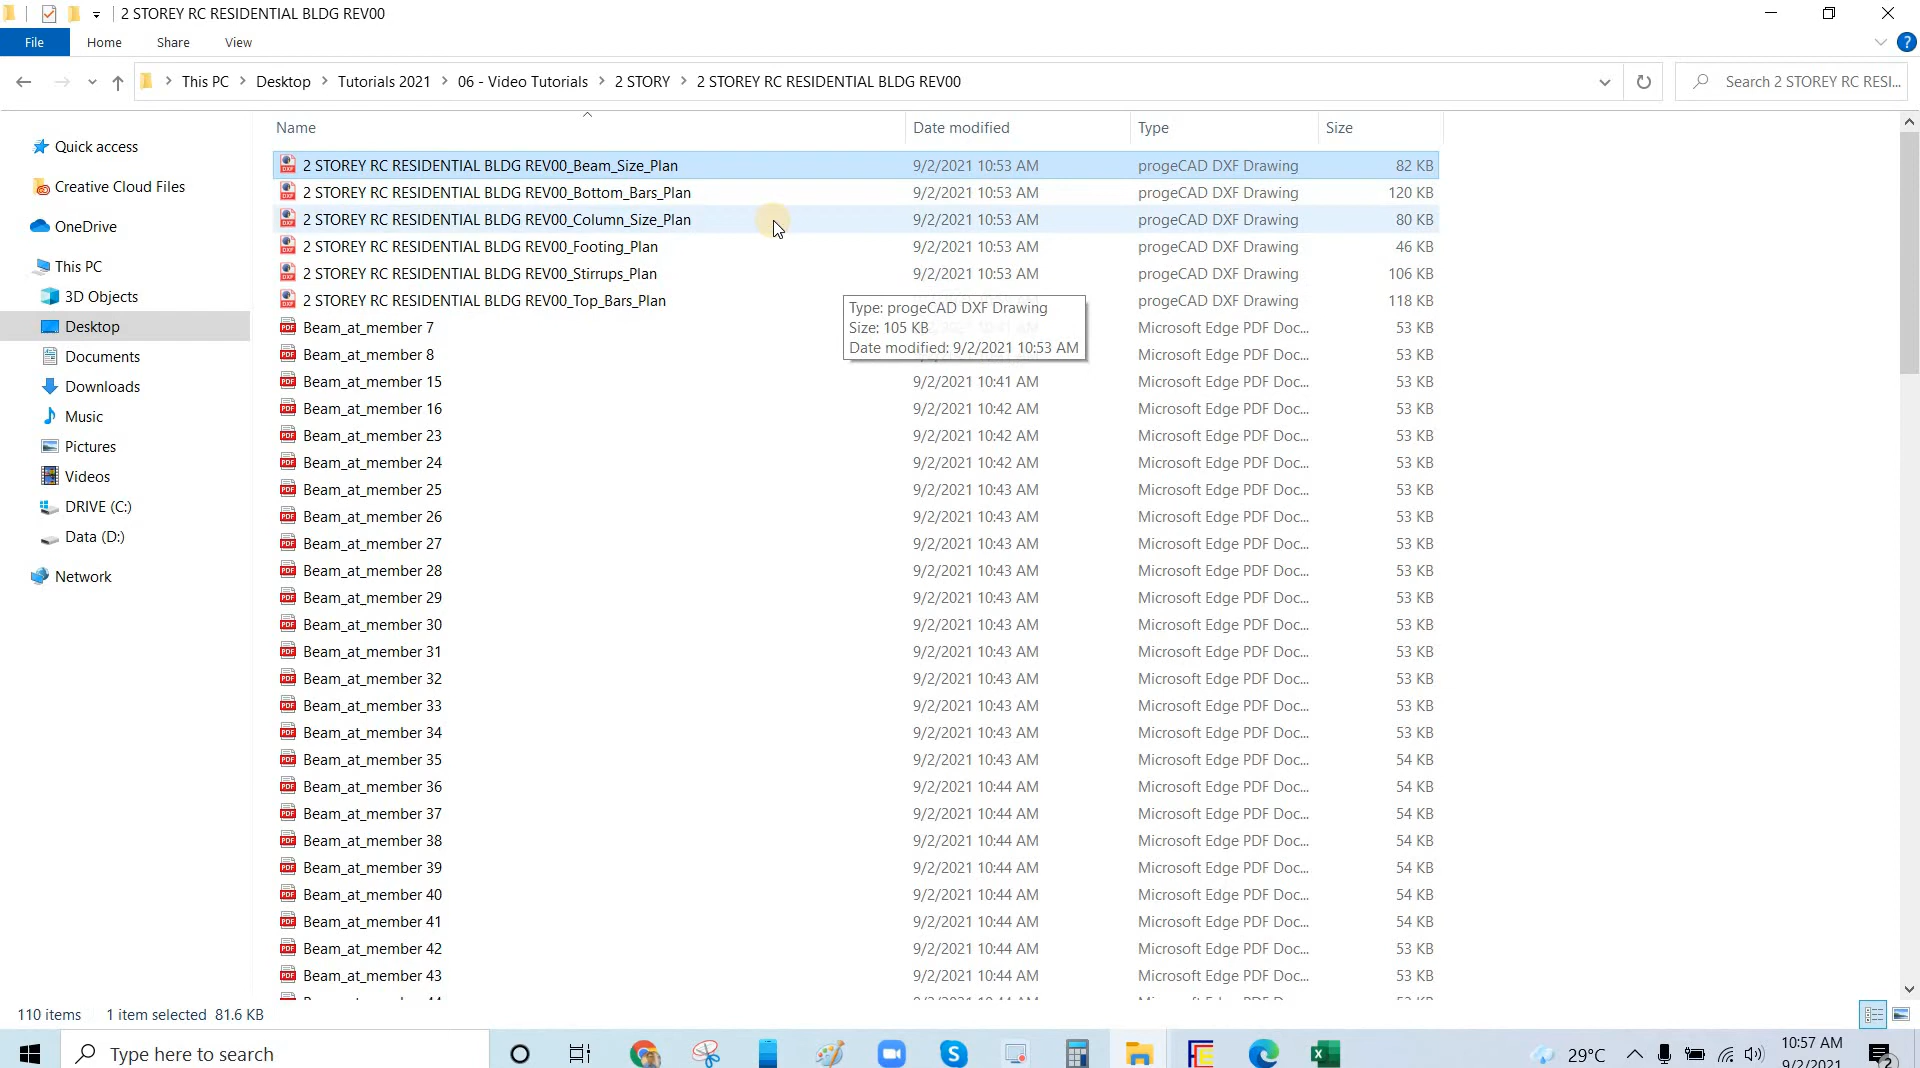 2 STOREY RC RESIDENTIAL BLDG REV00
File Home Share View ?
This PC > Desktop > Tutorials 2021 > 06 - Video Tutorials > 2 STORY > 2 STOREY RC RESIDENTIAL BLDG REV00 Search 2 STOREY RC RESI...
Name Date modified Type Size
Quick access
Creative Cloud Files
OneDrive
This PC
3D Objects
Desktop
Documents
Downloads
Music
Pictures
Videos
DRIVE (C:)
Data (D:)
Network
2 STOREY RC RESIDENTIAL BLDG REV00_Beam_Size_Plan 9/2/2021 10:53 AM progeCAD DXF Drawing 82 KB
2 STOREY RC RESIDENTIAL BLDG REV00_Bottom_Bars_Plan 9/2/2021 10:53 AM progeCAD DXF Drawing 120 KB
2 STOREY RC RESIDENTIAL BLDG REV00_Column_Size_Plan 9/2/2021 10:53 AM progeCAD DXF Drawing 80 KB
2 STOREY RC RESIDENTIAL BLDG REV00_Footing_Plan 9/2/2021 10:53 AM progeCAD DXF Drawing 46 KB
2 STOREY RC RESIDENTIAL BLDG REV00_Stirrups_Plan 9/2/2021 10:53 AM progeCAD DXF Drawing 106 KB
2 STOREY RC RESIDENTIAL BLDG REV00_Top_Bars_Plan progeCAD DXF Drawing 118 KB
Type: progeCAD DXF Drawing
Size: 105 KB
Date modified: 9/2/2021 10:53 AM
Beam_at_member 7 Microsoft Edge PDF Doc... 53 KB
Beam_at_member 8 Microsoft Edge PDF Doc... 53 KB
Beam_at_member 15 9/2/2021 10:41 AM Microsoft Edge PDF Doc... 53 KB
Beam_at_member 16 9/2/2021 10:42 AM Microsoft Edge PDF Doc... 53 KB
Beam_at_member 23 9/2/2021 10:42 AM Microsoft Edge PDF Doc... 53 KB
Beam_at_member 24 9/2/2021 10:42 AM Microsoft Edge PDF Doc... 53 KB
Beam_at_member 25 9/2/2021 10:43 AM Microsoft Edge PDF Doc... 53 KB
Beam_at_member 26 9/2/2021 10:43 AM Microsoft Edge PDF Doc... 53 KB
Beam_at_member 27 9/2/2021 10:43 AM Microsoft Edge PDF Doc... 53 KB
Beam_at_member 28 9/2/2021 10:43 AM Microsoft Edge PDF Doc... 53 KB
Beam_at_member 29 9/2/2021 10:43 AM Microsoft Edge PDF Doc... 53 KB
Beam_at_member 30 9/2/2021 10:43 AM Microsoft Edge PDF Doc... 53 KB
Beam_at_member 31 9/2/2021 10:43 AM Microsoft Edge PDF Doc... 53 KB
Beam_at_member 32 9/2/2021 10:43 AM Microsoft Edge PDF Doc... 53 KB
Beam_at_member 33 9/2/2021 10:43 AM Microsoft Edge PDF Doc... 53 KB
Beam_at_member 34 9/2/2021 10:43 AM Microsoft Edge PDF Doc... 53 KB
Beam_at_member 35 9/2/2021 10:43 AM Microsoft Edge PDF Doc... 54 KB
Beam_at_member 36 9/2/2021 10:44 AM Microsoft Edge PDF Doc... 54 KB
Beam_at_member 37 9/2/2021 10:44 AM Microsoft Edge PDF Doc... 54 KB
Beam_at_member 38 9/2/2021 10:44 AM Microsoft Edge PDF Doc... 54 KB
Beam_at_member 39 9/2/2021 10:44 AM Microsoft Edge PDF Doc... 54 KB
Beam_at_member 40 9/2/2021 10:44 AM Microsoft Edge PDF Doc... 54 KB
Beam_at_member 41 9/2/2021 10:44 AM Microsoft Edge PDF Doc... 54 KB
Beam_at_member 42 9/2/2021 10:44 AM Microsoft Edge PDF Doc... 53 KB
Beam_at_member 43 9/2/2021 10:44 AM Microsoft Edge PDF Doc... 53 KB
110 items 1 item selected 81.6 KB
Type here to search 29°C 10:57 AM
9/2/2021 2